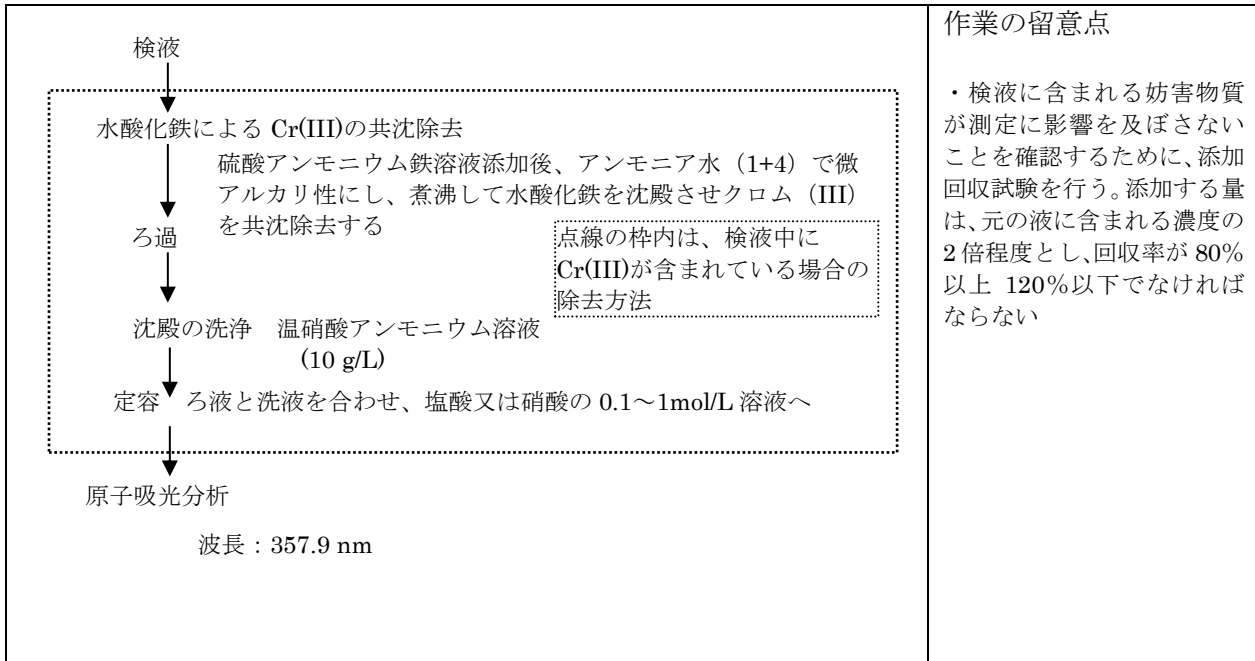 検液
水酸化鉄による Cr(III)の共沈除去
硫酸アンモニウム鉄溶液添加後、アンモニア水（1+4）で微
アルカリ性にし、煮沸して水酸化鉄を沈殿させクロム（III）
を共沈除去する
ろ過
点線の枠内は、検液中に
Cr(III)が含まれている場合の
除去方法
沈殿の洗浄　温硝酸アンモニウム溶液
(10 g/L)
定容　ろ液と洗液を合わせ、塩酸又は硝酸の 0.1～1mol/L 溶液へ
原子吸光分析
波長：357.9 nm
作業の留意点
・検液に含まれる妨害物質
が測定に影響を及ぼさない
ことを確認するために、添加
回収試験を行う。添加する量
は、元の液に含まれる濃度の
2 倍程度とし、回収率が 80%
以上 120%以下でなければ
ならない